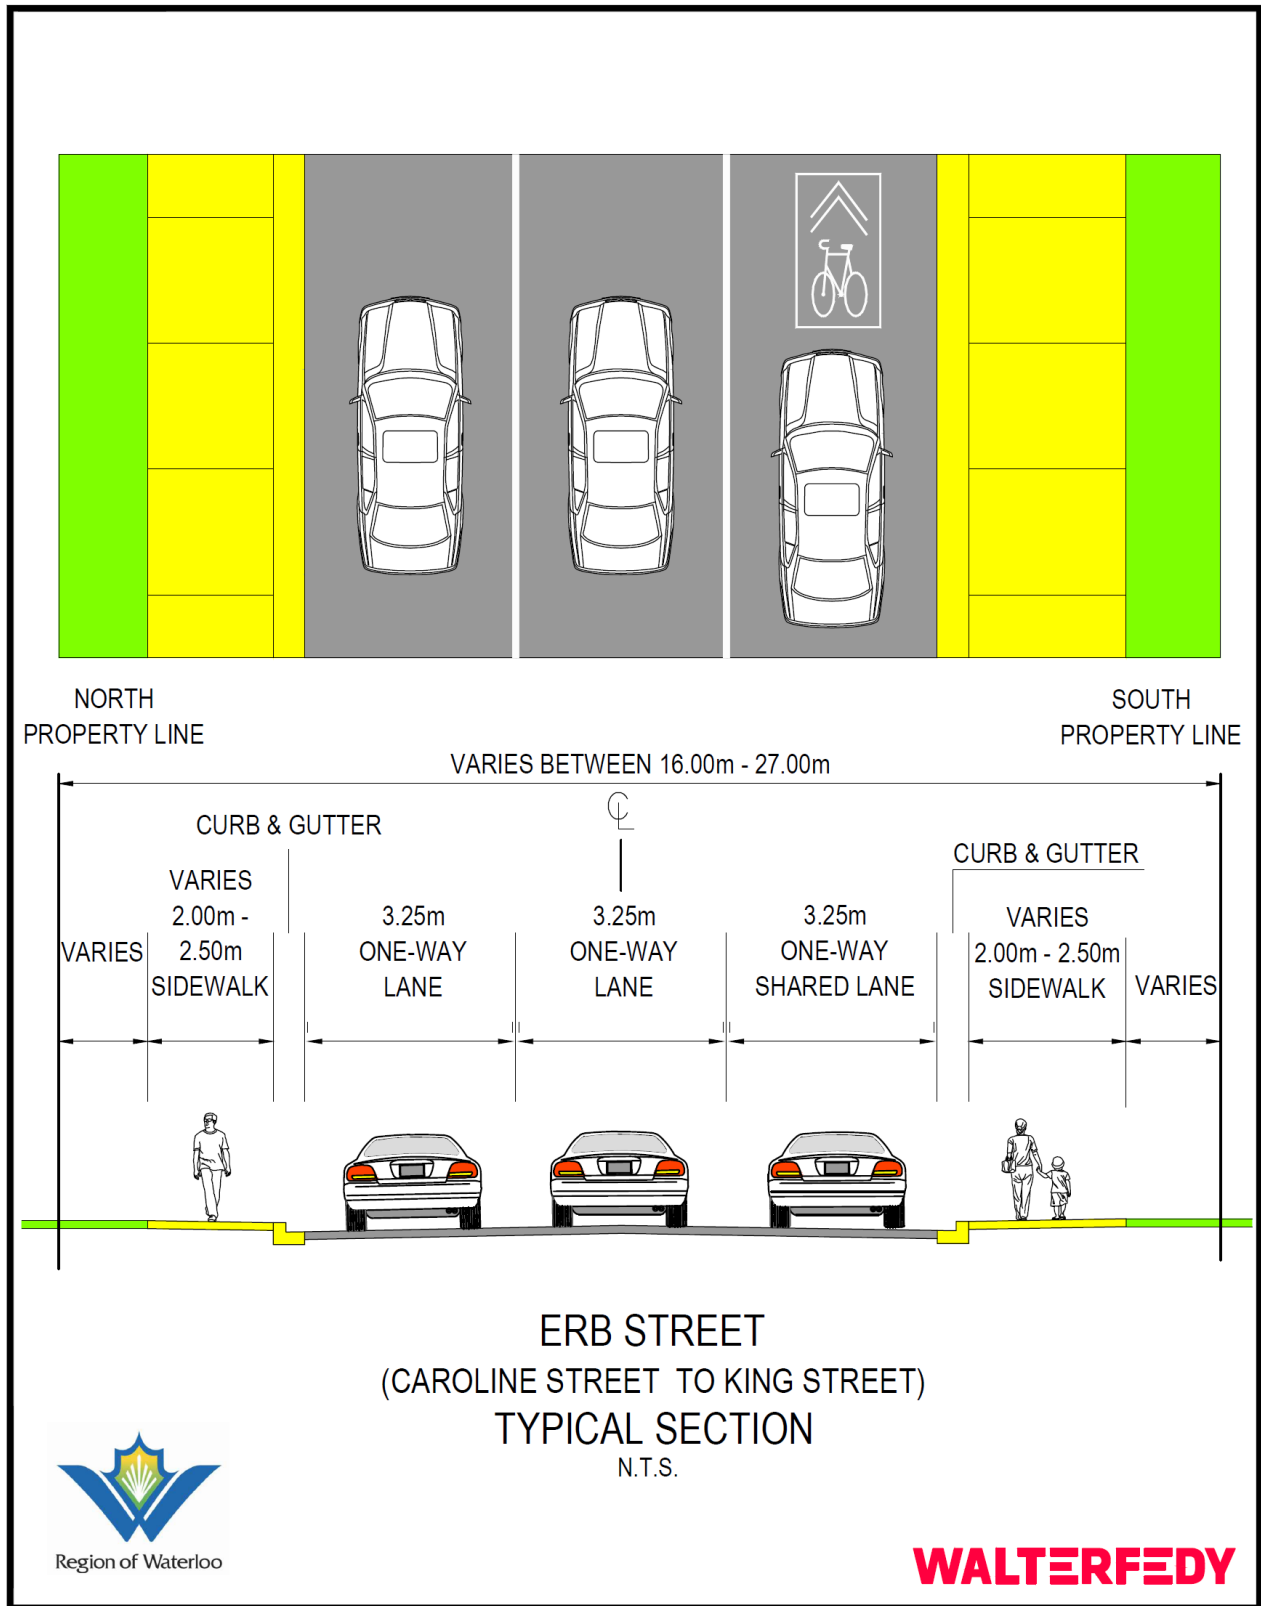 NORTH
PROPERTY LINE
SOUTH
PROPERTY LINE
VARIES BETWEEN 16.00m - 27.00m
CL
CURB & GUTTER
CURB & GUTTER
VARIES
VARIES
2.00m -
2.50m
SIDEWALK
3.25m
ONE-WAY
LANE
3.25m
ONE-WAY
LANE
3.25m
ONE-WAY
SHARED LANE
VARIES
2.00m - 2.50m
SIDEWALK
VARIES
ERB STREET
(CAROLINE STREET TO KING STREET)
TYPICAL SECTION
N.T.S.
Region of Waterloo
WALTERFEDY